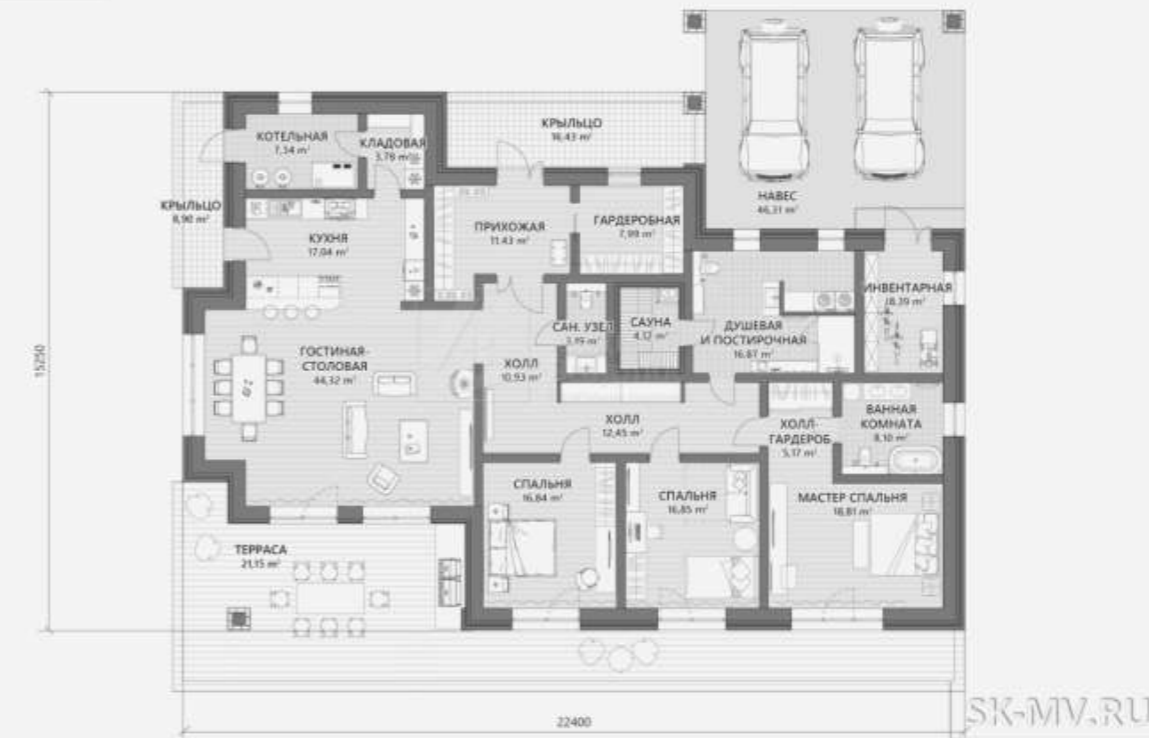 КРЫЛЬЦО
16,43 m²
КОТЕЛЬНАЯ
7,34 m²
КЛАДОВАЯ
3,78 m²
НАВЕС
46,31 m²
КРЫЛЬЦО
8,90 m²
КУХНЯ
17,04 m²
ПРИХОЖАЯ
11,43 m²
ГАРДЕРОБНАЯ
7,99 m²
ИНВЕНТАРНАЯ
8,39 m²
САН. УЗЕЛ
3,19 m²
САУНА
4,12 m²
ДУШЕВАЯ
И ПОСТИРОЧНАЯ
16,87 m²
ГОСТИНАЯ-
СТОЛОВАЯ
44,32 m²
ХОЛЛ
10,93 m²
15250
ХОЛЛ
12,45 m²
ХОЛЛ-
ГАРДЕРОБ
5,17 m²
ВАННАЯ
КОМНАТА
8,10 m²
СПАЛЬНЯ
16,84 m²
СПАЛЬНЯ
16,85 m²
МАСТЕР СПАЛЬНЯ
18,81 m²
ТЕРРАСА
21,15 m²
22400
SK-MV.RU